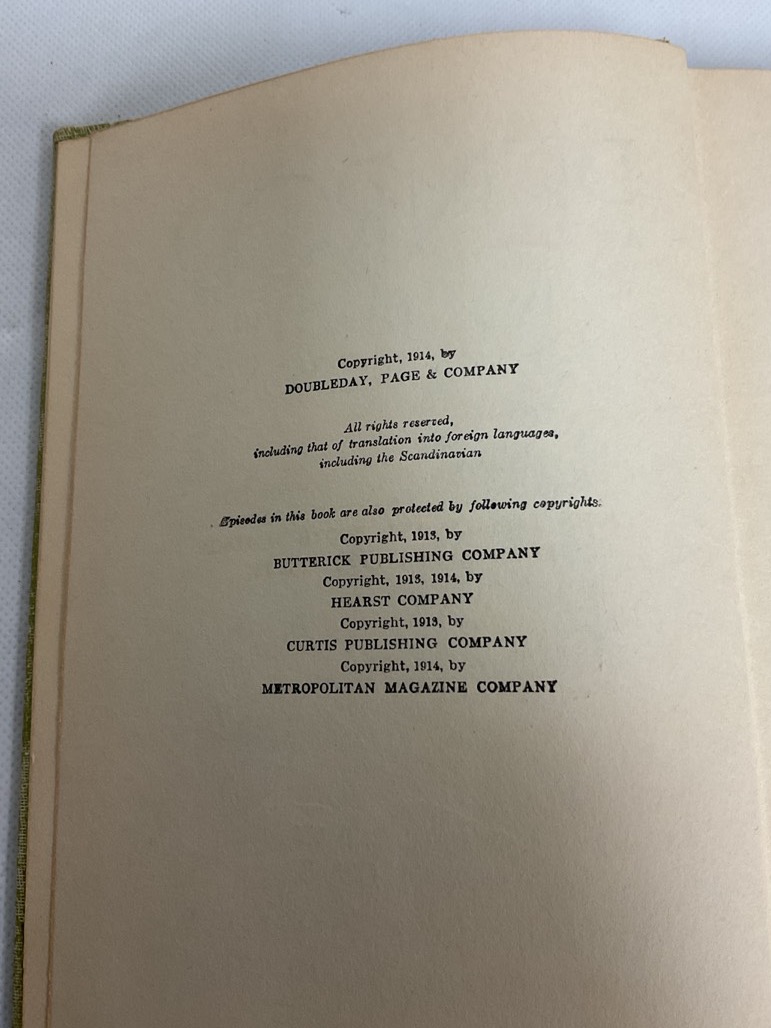 Copyright, 1914, by
DOUBLEDAY, PAGE & COMPANY
All rights reserved,
including that of translation into foreign languages,
including the Scandinavian
Episodes in this book are also protected by following copyrights:
Copyright, 1913, by
BUTTERICK PUBLISHING COMPANY
Copyright, 1913, 1914, by
HEARST COMPANY
Copyright, 1913, by
CURTIS PUBLISHING COMPANY
Copyright, 1914, by
METROPOLITAN MAGAZINE COMPANY